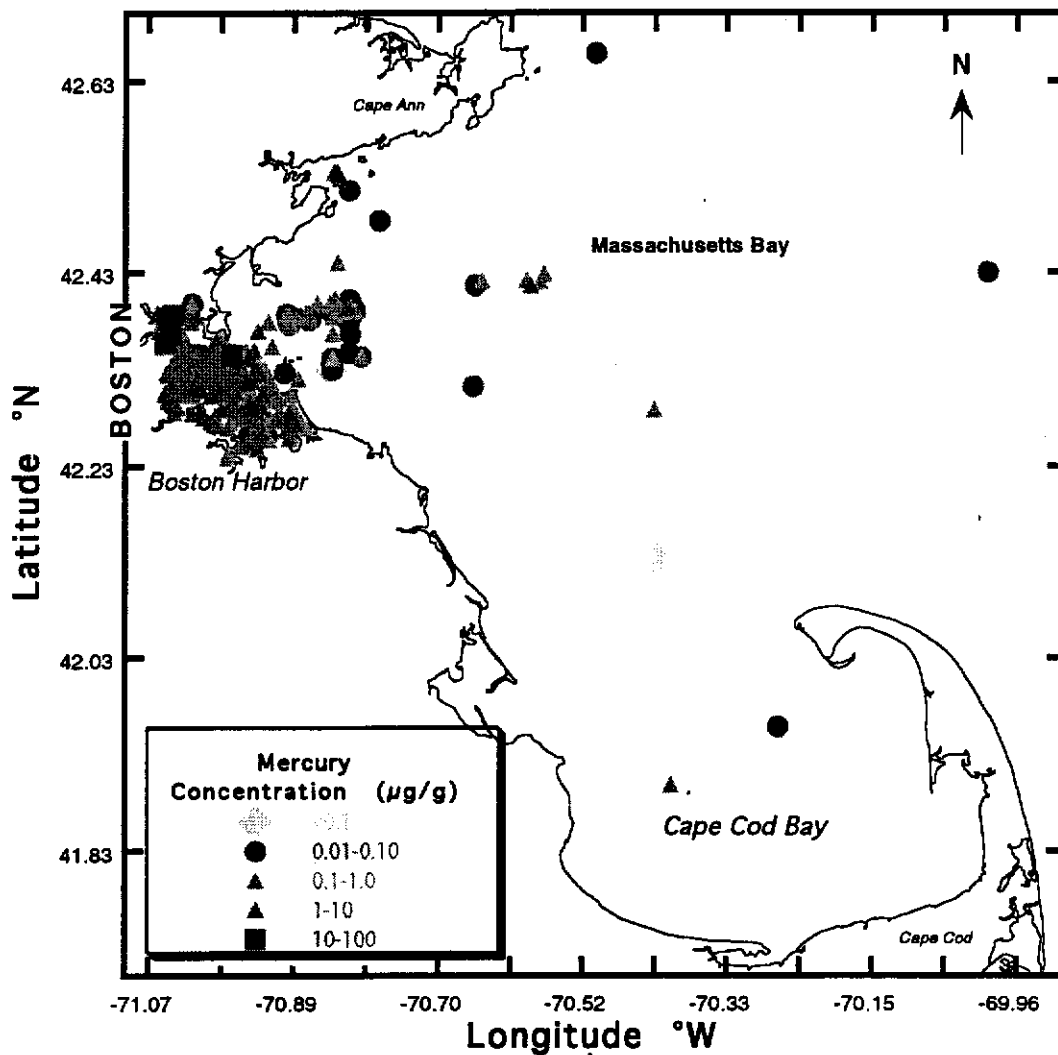 42.63
42.43
42.23
42.03
41.83
Latitude °N
BOSTON
Cape Ann
N
Massachusetts Bay
Boston Harbor
Cape Cod Bay
Cape Cod
Mercury
Concentration (µg/g)
0.01-0.10
0.1-1.0
1-10
10-100
-71.07
-70.89
-70.70
-70.52
-70.33
-70.15
-69.96
Longitude °W